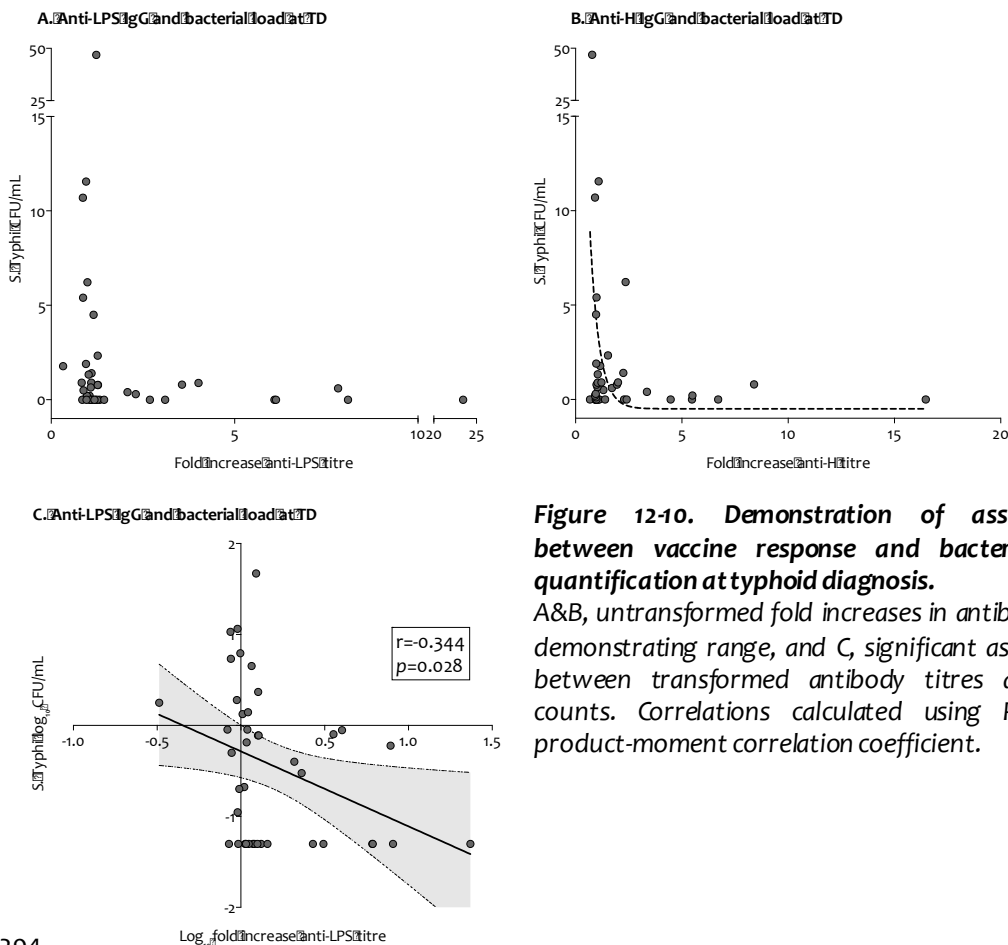 A. Anti-LPS IgG and bacterial load at TD
B. Anti-H IgG and bacterial load at TD
50
25
15
10
5
0
S. Typhi CFU/mL
0
5
10 20
25
Fold increase anti-LPS titre
50
25
15
10
5
0
S. Typhi CFU/mL
0
5
10
15
20
Fold increase anti-H titre
C. Anti-LPS IgG and bacterial load at TD
2
1
-1
-2
S. Typhi log10 CFU/mL
-1.0
-0.5
0.5
1.0
1.5
r=-0.344
p=0.028
Log10 fold increase anti-LPS titre
Figure 12-10. Demonstration of ass
between vaccine response and bacter
quantification at typhoid diagnosis.
A&B, untransformed fold increases in antib
demonstrating range, and C, significant as
between transformed antibody titres a
counts. Correlations calculated using P
product-moment correlation coefficient.